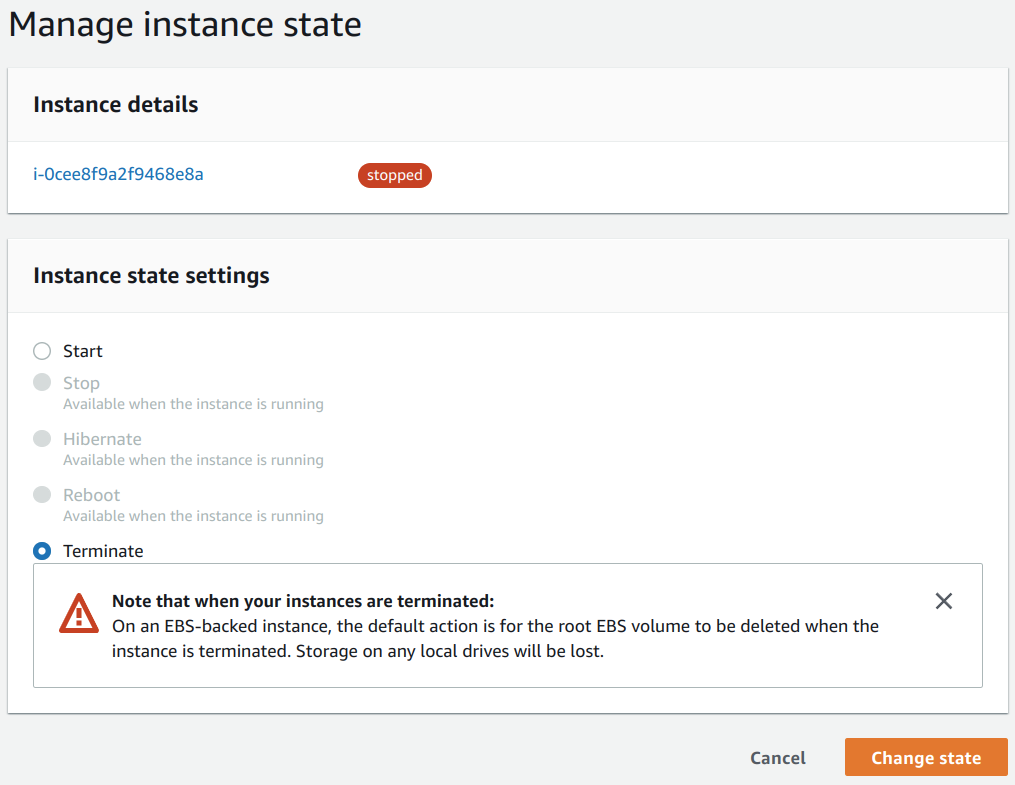 Manage instance state
Instance details
i-0cee8f9a2f9468e8a
stopped
Instance state settings
Start
Stop
Available when the instance is running
Hibernate
Available when the instance is running
Reboot
Available when the instance is running
Terminate
Note that when your instances are terminated:
On an EBS-backed instance, the default action is for the root EBS volume to be deleted when the
instance is terminated. Storage on any local drives will be lost.
Cancel
Change state